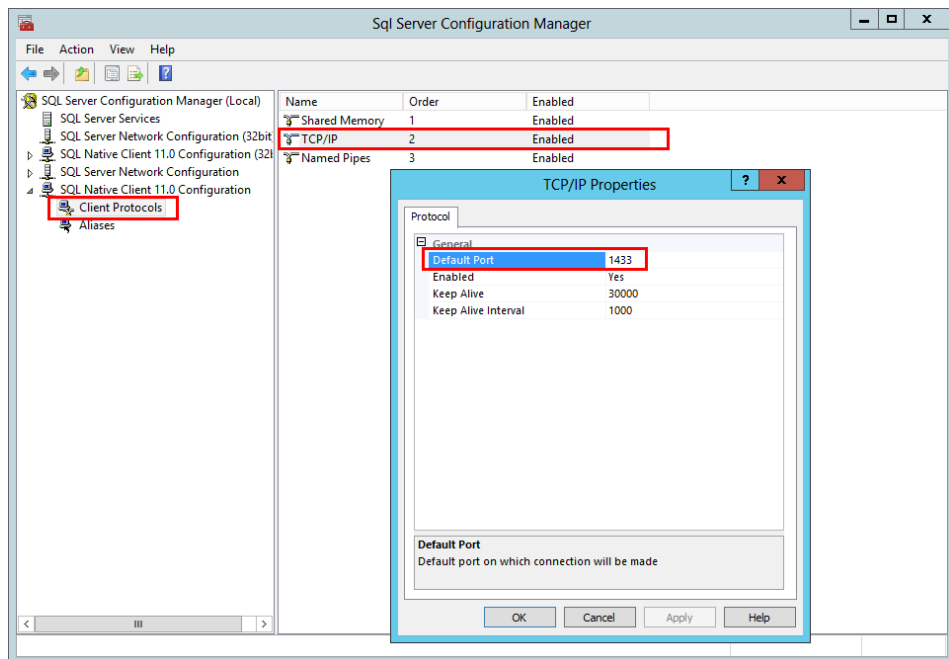 Sql Server Configuration Manager
File Action View Help
SQL Server Configuration Manager (Local)
SQL Server Services
SQL Server Network Configuration (32bit
SQL Native Client 11.0 Configuration (32b
SQL Server Network Configuration
SQL Native Client 11.0 Configuration
Client Protocols
Aliases
Name Order Enabled
Shared Memory 1 Enabled
TCP/IP 2 Enabled
Named Pipes 3 Enabled
TCP/IP Properties
? x
Protocol
General
Default Port 1433
Enabled Yes
Keep Alive 30000
Keep Alive Interval 1000
Default Port
Default port on which connection will be made
OK Cancel Apply Help